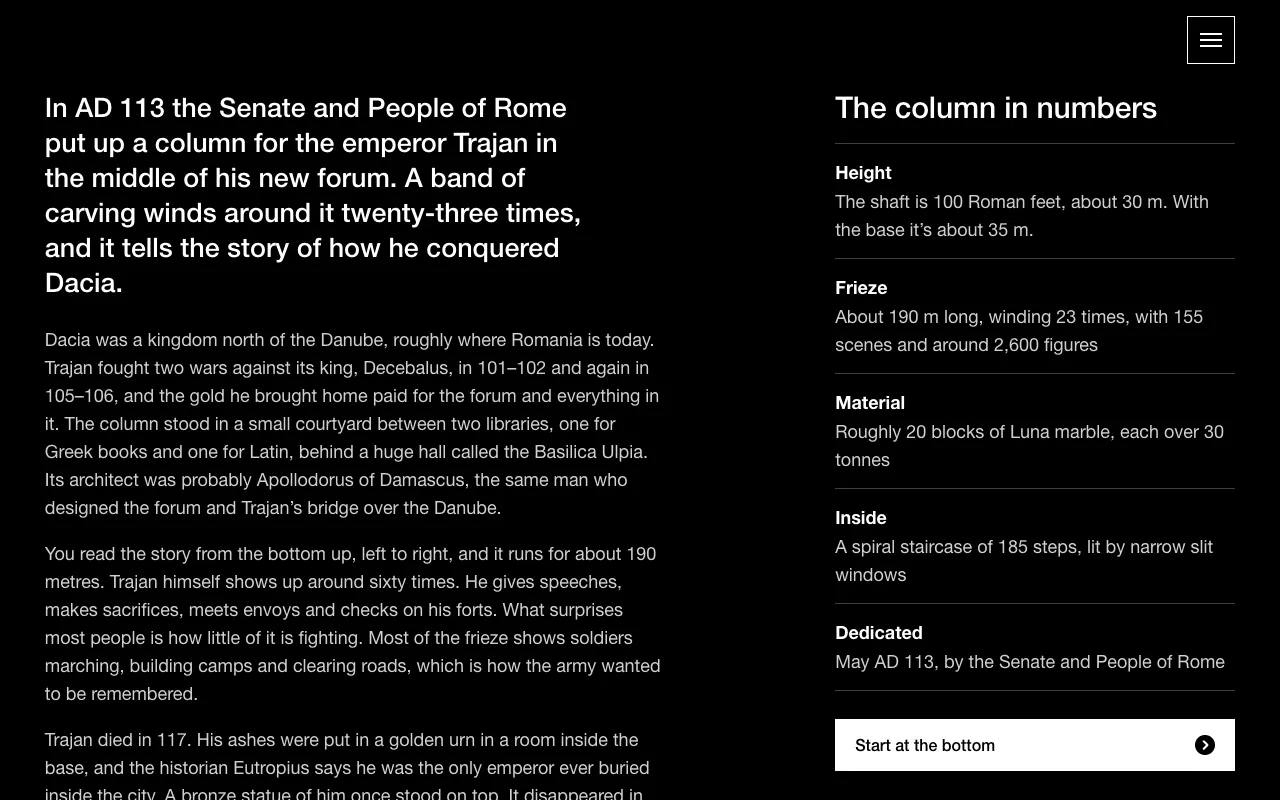 In AD 113 the Senate and People of Rome
put up a column for the emperor Trajan in
the middle of his new forum. A band of
carving winds around it twenty-three times,
and it tells the story of how he conquered
Dacia.
Dacia was a kingdom north of the Danube, roughly where Romania is today.
Trajan fought two wars against its king, Decebalus, in 101–102 and again in
105–106, and the gold he brought home paid for the forum and everything in
it. The column stood in a small courtyard between two libraries, one for
Greek books and one for Latin, behind a huge hall called the Basilica Ulpia.
Its architect was probably Apollodorus of Damascus, the same man who
designed the forum and Trajan’s bridge over the Danube.
You read the story from the bottom up, left to right, and it runs for about 190
metres. Trajan himself shows up around sixty times. He gives speeches,
makes sacrifices, meets envoys and checks on his forts. What surprises
most people is how little of it is fighting. Most of the frieze shows soldiers
marching, building camps and clearing roads, which is how the army wanted
to be remembered.
Trajan died in 117. His ashes were put in a golden urn in a room inside the
base, and the historian Eutropius says he was the only emperor ever buried
inside the city. A bronze statue of him once stood on top. It disappeared in
The column in numbers
Height
The shaft is 100 Roman feet, about 30 m. With
the base it’s about 35 m.
Frieze
About 190 m long, winding 23 times, with 155
scenes and around 2,600 figures
Material
Roughly 20 blocks of Luna marble, each over 30
tonnes
Inside
A spiral staircase of 185 steps, lit by narrow slit
windows
Dedicated
May AD 113, by the Senate and People of Rome
Start at the bottom